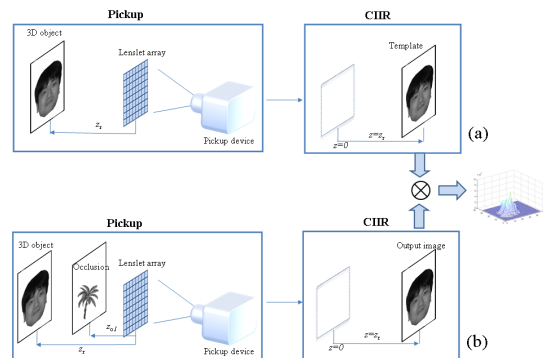 Pickup
CIIR
3D object
Lenslet array
Template
z_r
Pickup device
z=0
z=z_r
(a)
Pickup
CIIR
3D object
Occlusion
Lenslet array
Output image
z_o1
z_r
Pickup device
z=0
z=z_r
(b)